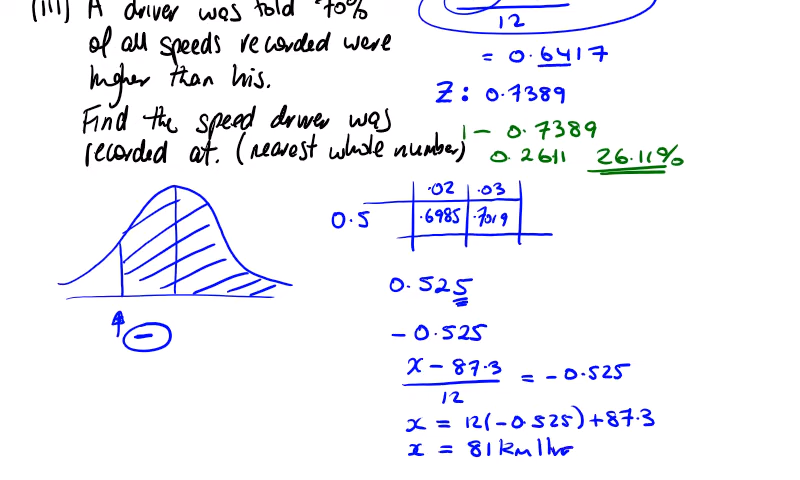 (iii) A driver was told 70%
of all speeds recorded were
higher than his.
Find the speed driver was
recorded at. (nearest whole number)
12
= 0.6417
Z: 0.7389
1 - 0.7389
0.2611 26.11%
.02 .03
0.5 .6985 .7019
0.525
-0.525
x - 87.3
12
= -0.525
x = 12(-0.525)+87.3
x = 81 km/hr
-